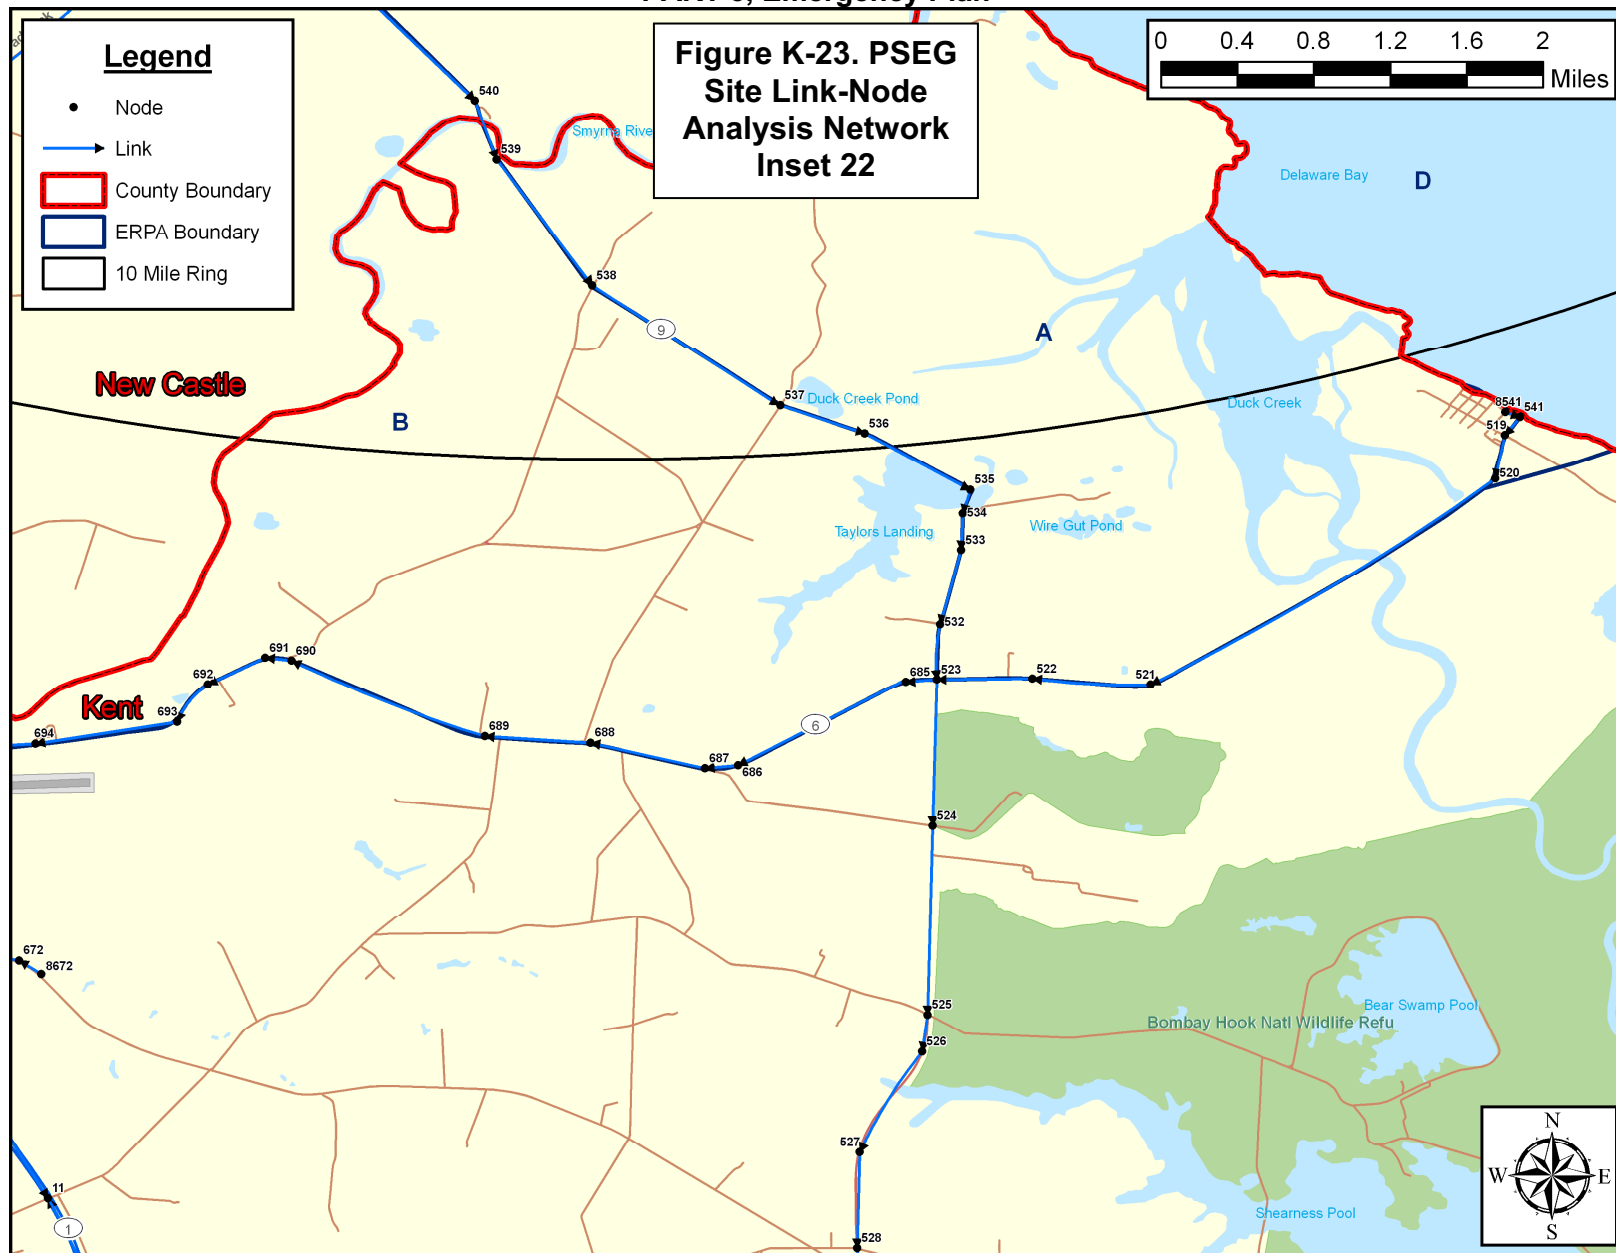 Figure K-23. PSEG
Site Link-Node
Analysis Network
Inset 22
Legend
Node
Link
County Boundary
ERPA Boundary
10 Mile Ring
0 0.4 0.8 1.2 1.6 2
Miles
540
539
Smyrna Rive
Delaware Bay
D
538
9
A
New Castle
B
537
Duck Creek Pond
536
Duck Creek
8541
541
519
520
535
534
Taylors Landing
Wire Gut Pond
533
532
691
690
692
685
523
522
521
Kent
693
694
689
688
6
687
686
524
672
8672
525
Bear Swamp Pool
Bombay Hook Natl Wildlife Refu
526
527
11
1
528
Shearness Pool
N
W E
S